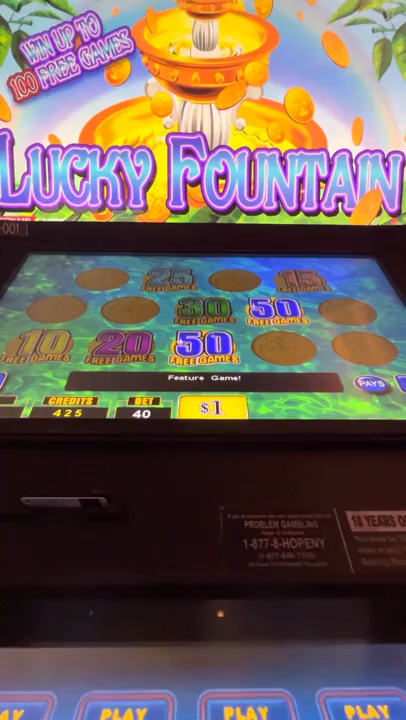 WIN UP TO
100 FREE GAMES
LUCKY FOUNTAIN
-001
25
FREE GAMES
15
FREE GAMES
30
FREE GAMES
50
FREE GAMES
10
FREE GAMES
20
FREE GAMES
50
FREE GAMES
Feature Game!
PAYS
CREDITS
425
BET
40
$1
PROBLEM GAMBLING
1-877-8-HOPENY
18 YEARS O
PLAY
PLAY
PLAY
PLAY